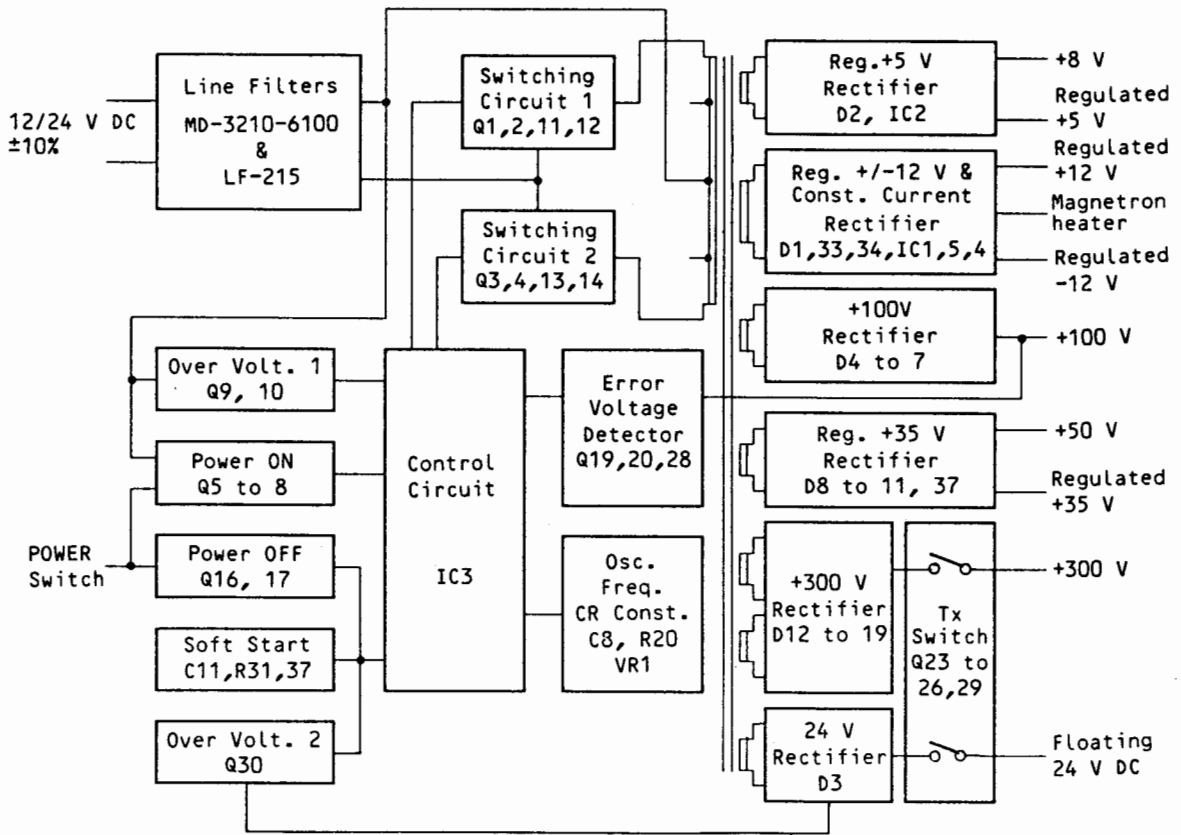 12/24 V DC
±10%
Line Filters
MD-3210-6100
&
LF-215
Switching
Circuit 1
Q1,2,11,12
Switching
Circuit 2
Q3,4,13,14
Reg.+5 V
Rectifier
D2, IC2
+8 V
Regulated
+5 V
Reg. +/-12 V &
Const. Current
Rectifier
D1,33,34,IC1,5,4
Regulated
+12 V
Magnetron
heater
Regulated
-12 V
+100V
Rectifier
D4 to 7
+100 V
Over Volt. 1
Q9, 10
Power ON
Q5 to 8
POWER
Switch
Power OFF
Q16, 17
Soft Start
C11,R31,37
Over Volt. 2
Q30
Control
Circuit
IC3
Error
Voltage
Detector
Q19,20,28
Osc.
Freq.
CR Const.
C8, R20
VR1
Reg. +35 V
Rectifier
D8 to 11, 37
+50 V
Regulated
+35 V
+300 V
Rectifier
D12 to 19
Tx
Switch
Q23 to
26,29
+300 V
24 V
Rectifier
D3
Floating
24 V DC